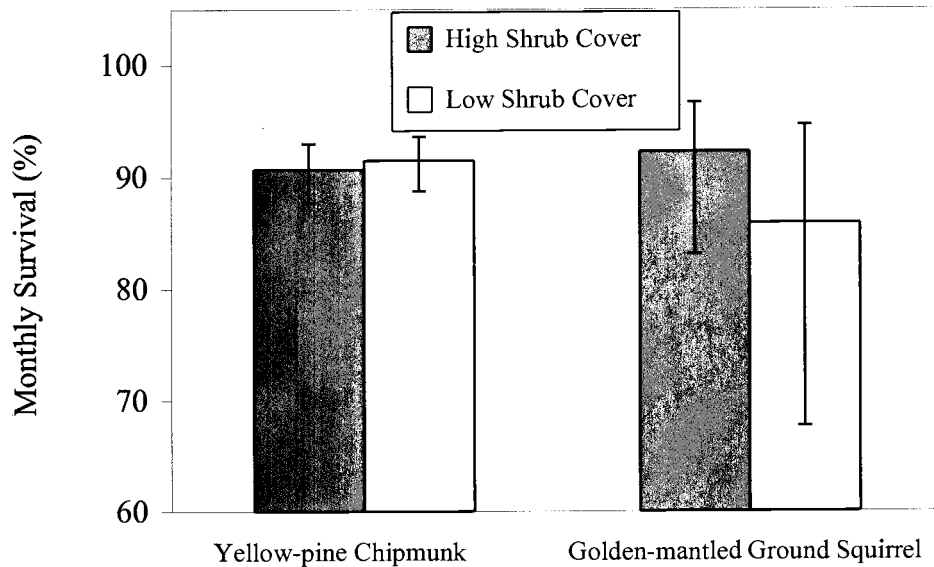 High Shrub Cover
Low Shrub Cover
Monthly Survival (%)
100
90
80
70
60
Yellow-pine Chipmunk
Golden-mantled Ground Squirrel